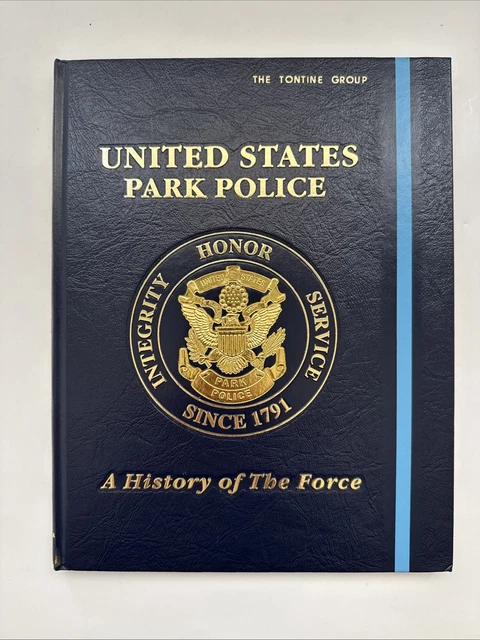 THE TONTINE GROUP
UNITED STATES
PARK POLICE
HONOR
INTEGRITY
SERVICE
UNITED STATES
PARK
POLICE
SINCE 1791
A History of The Force